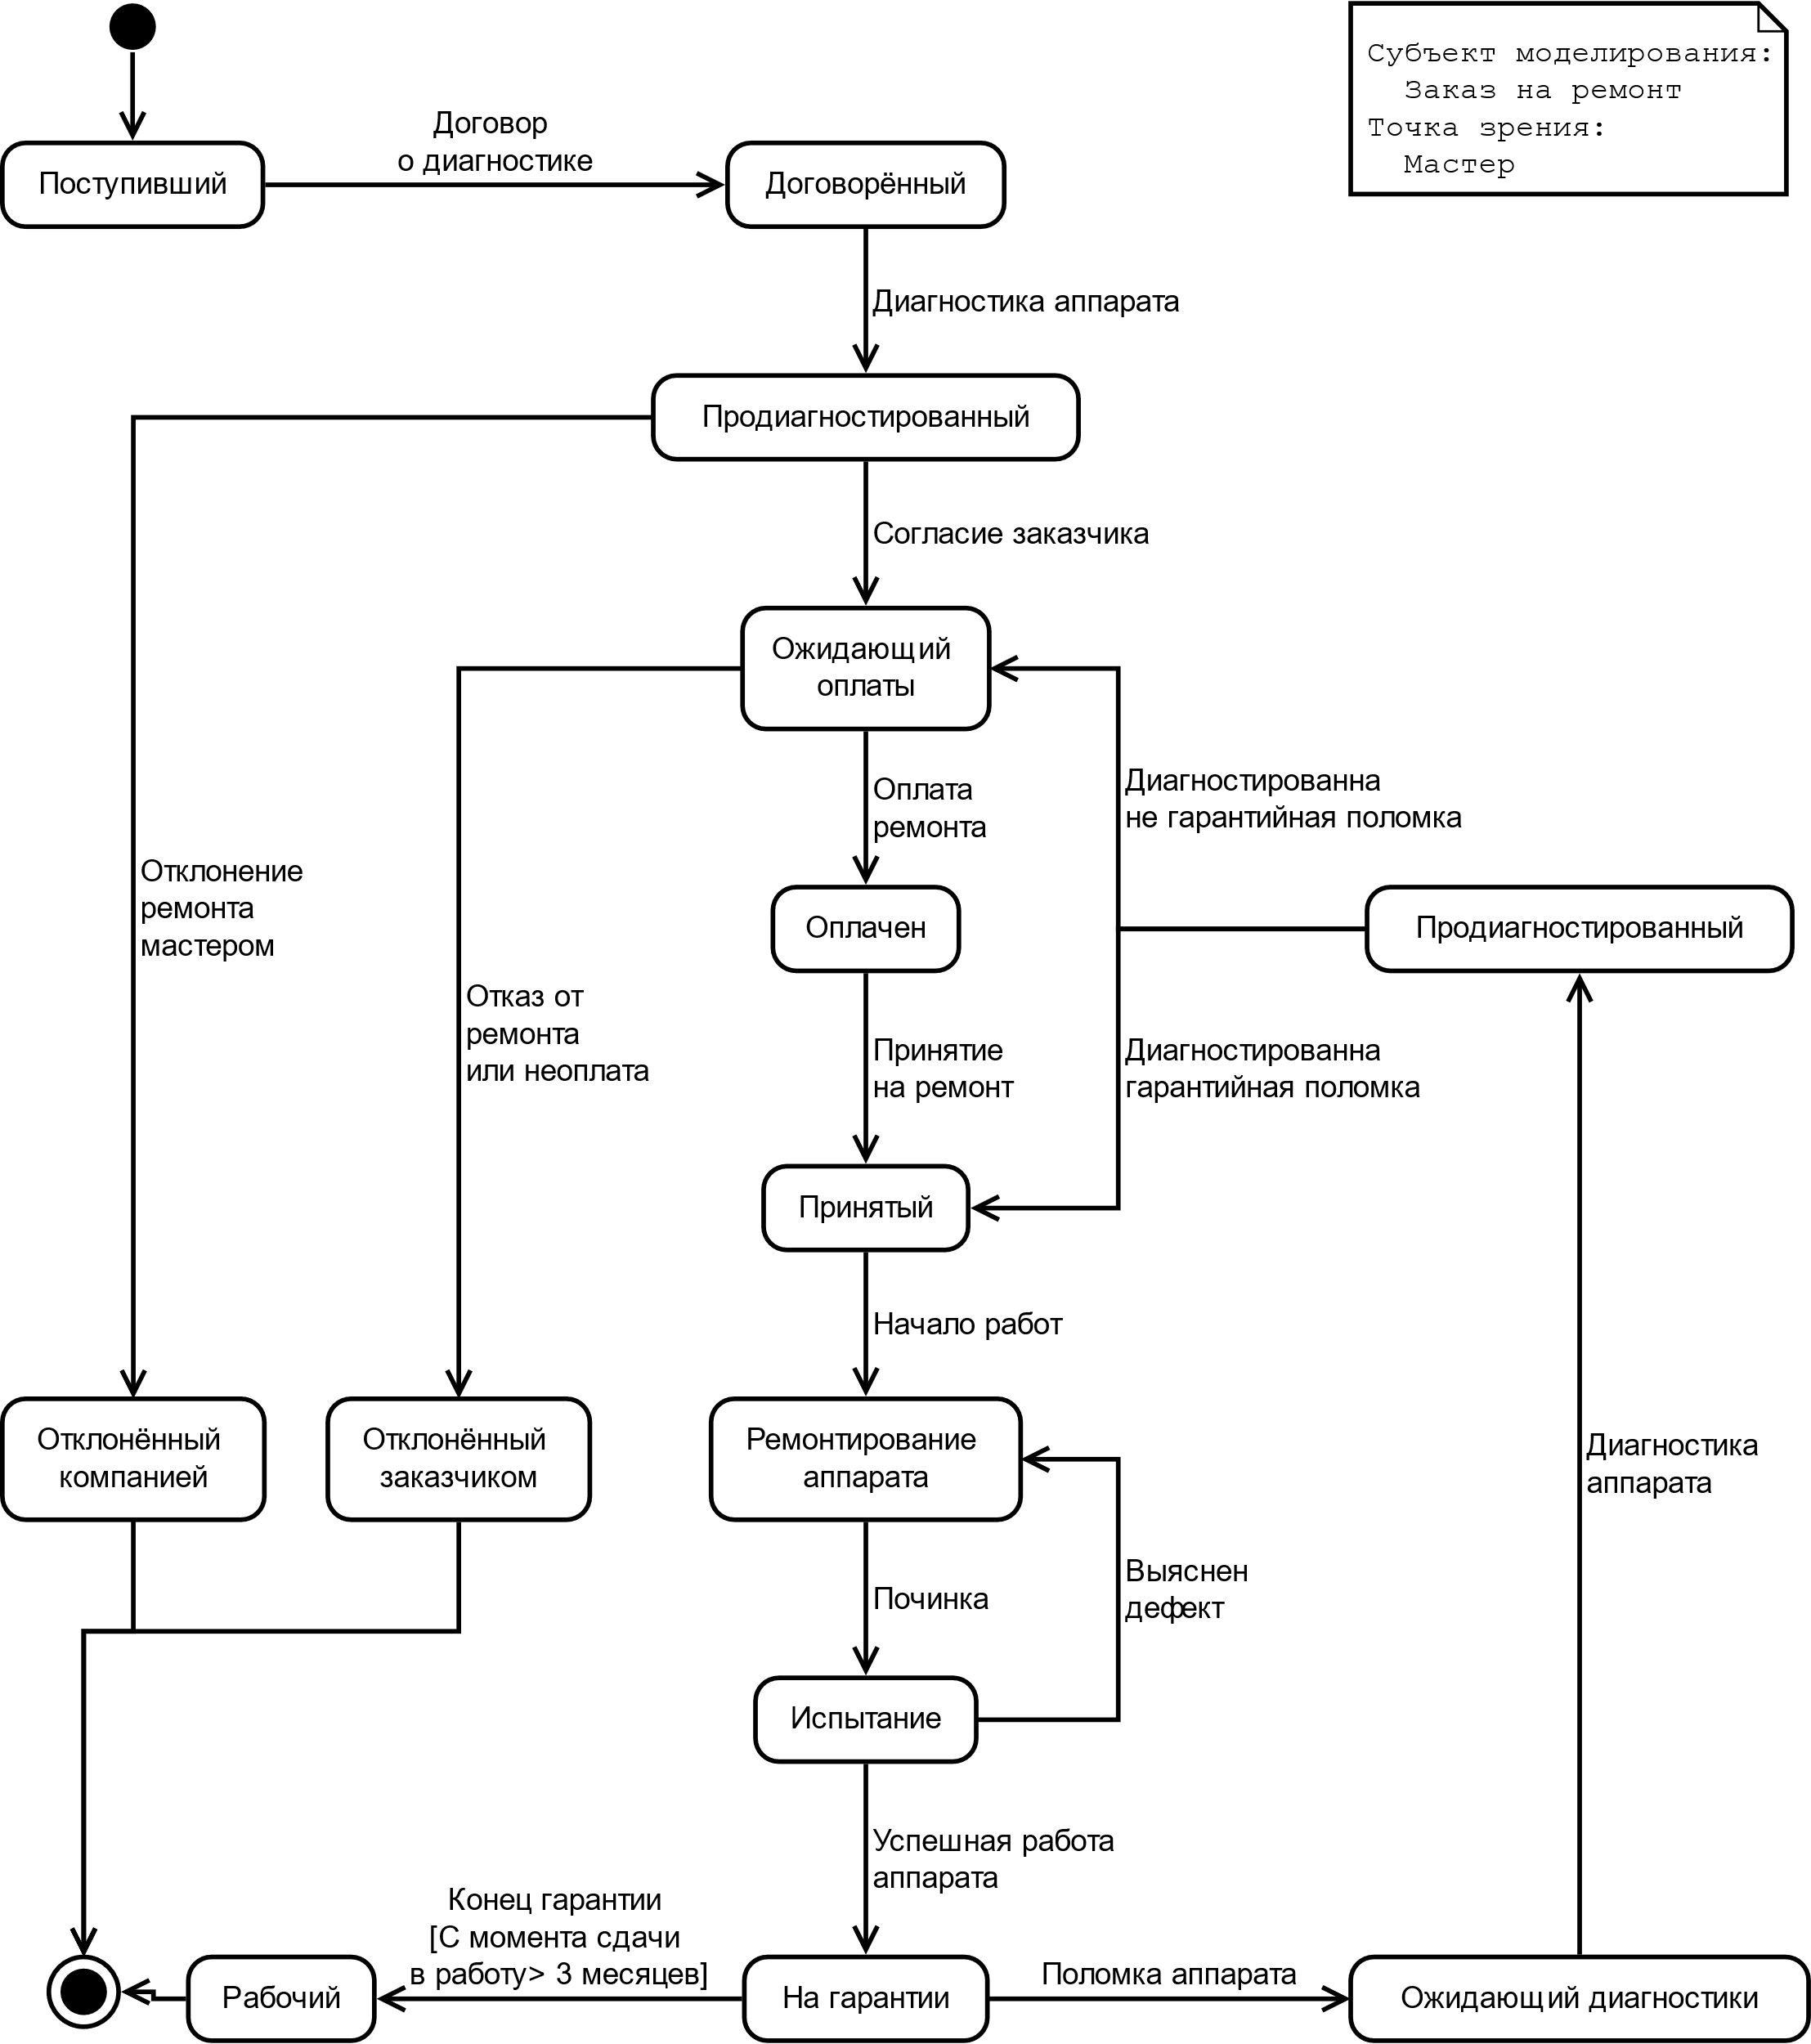 Субъект моделирования:
Заказ на ремонт
Точка зрения:
Мастер
Договор
о диагностике
Поступивший
Договорённый
Диагностика аппарата
Продиагностированный
Согласие заказчика
Ожидающий
оплаты
Оплата
ремонта
Диагностированна
не гарантийная поломка
Отклонение
ремонта
мастером
Оплачен
Продиагностированный
Отказ от
ремонта
или неоплата
Принятие
на ремонт
Диагностированна
гарантийная поломка
Принятый
Начало работ
Отклонённый
компанией
Отклонённый
заказчиком
Ремонтирование
аппарата
Диагностика
аппарата
Починка
Выяснен
дефект
Испытание
Успешная работа
аппарата
Конец гарантии
[С момента сдачи
в работу> 3 месяцев]
Поломка аппарата
Рабочий
На гарантии
Ожидающий диагностики